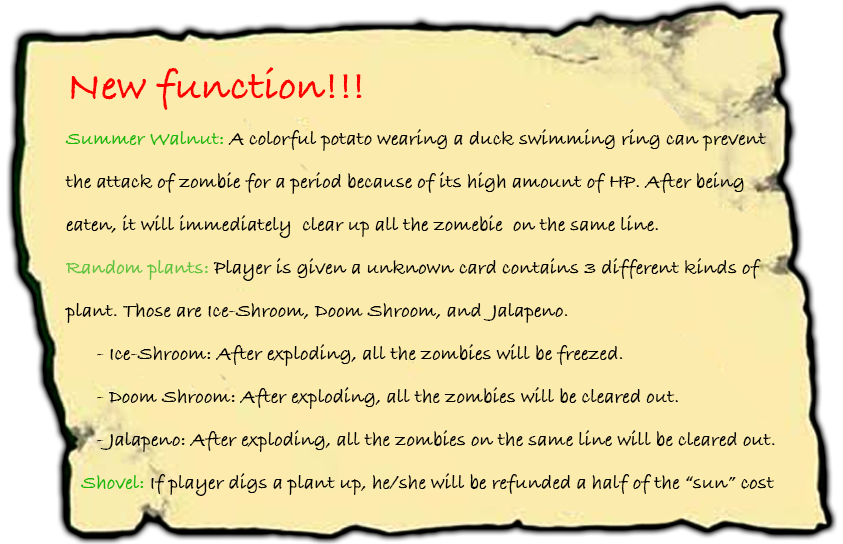 New function!!!
Summer Walnut: A colorful potato wearing a duck swimming ring can prevent
the attack of zombie for a period because of its high amount of HP. After being
eaten, it will immediately clear up all the zomebie on the same line.
Random plants: Player is given a unknown card contains 3 different kinds of
plant. Those are Ice-Shroom, Doom Shroom, and Jalapeno.
- Ice-Shroom: After exploding, all the zombies will be freezed.
- Doom Shroom: After exploding, all the zombies will be cleared out.
- Jalapeno: After exploding, all the zombies on the same line will be cleared out.
Shovel: If player digs a plant up, he/she will be refunded a half of the “sun” cost